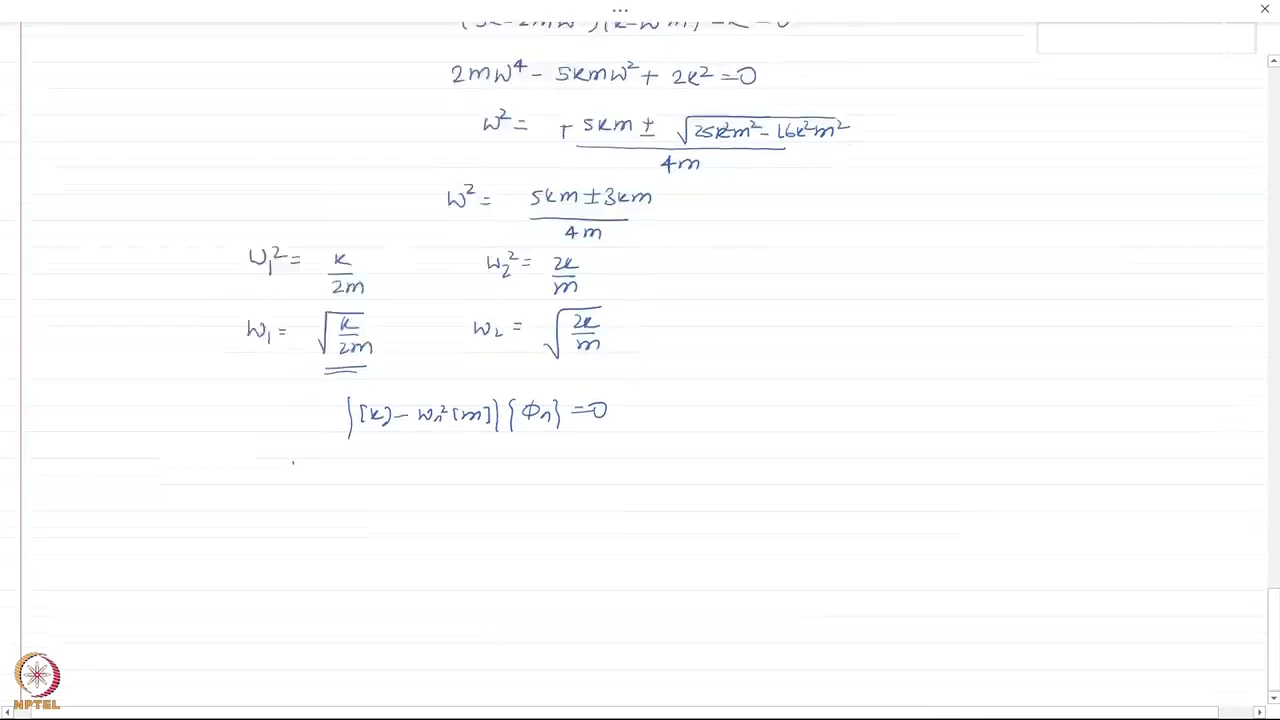 2mω⁴ - 5kmω² + 2k² = 0
ω² = + 5km ± √25k²m² - 16k²m²
4m
ω² = 5km ± 3km
4m
ω₁² = k/2m ω₂² = 2k/m
ω₁ = √k/2m ω₂ = √2k/m
[[k] - ωn²[m]]{ϕn} = 0
NPTEL